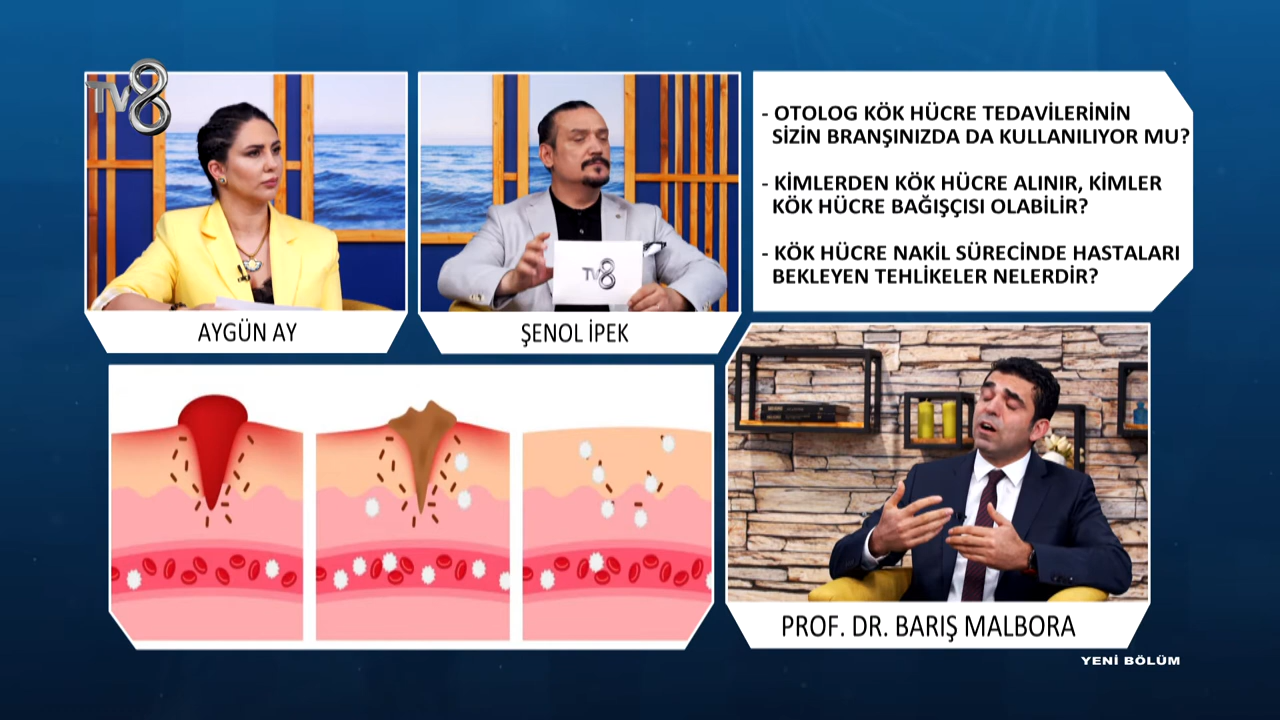 TV8
- OTOLOG KÖK HÜCRE TEDAVİLERİNİN
SİZİN BRANŞINIZDA DA KULLANILIYOR MU?
- KİMLERDEN KÖK HÜCRE ALINIR, KİMLER
KÖK HÜCRE BAĞIŞÇISI OLABİLİR?
- KÖK HÜCRE NAKİL SÜRECİNDE HASTALARI
BEKLEYEN TEHLİKELER NELERDİR?
TV8
AYGÜN AY
ŞENOL İPEK
PROF. DR. BARIŞ MALBORA
YENİ BÖLÜM